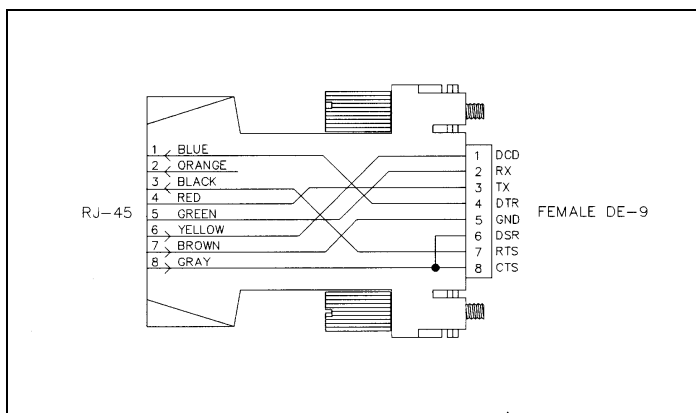 1 BLUE
2 ORANGE
3 BLACK
4 RED
5 GREEN
6 YELLOW
7 BROWN
8 GRAY
RJ-45
1 DCD
2 RX
3 TX
4 DTR
5 GND
6 DSR
7 RTS
8 CTS
FEMALE DE-9